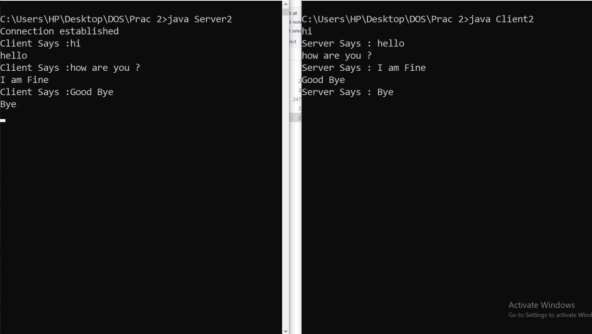 C:\Users\HP\Desktop\DOS\Prac 2>java Server2
Connection established
Client Says :hi
hello
Client Says :how are you ?
I am Fine
Client Says :Good Bye
Bye
C:\Users\HP\Desktop\DOS\Prac 2>java Client2
hi
Server Says : hello
how are you ?
Server Says : I am Fine
Good Bye
Server Says : Bye
Activate Windows
Go to Settings to activate Wind